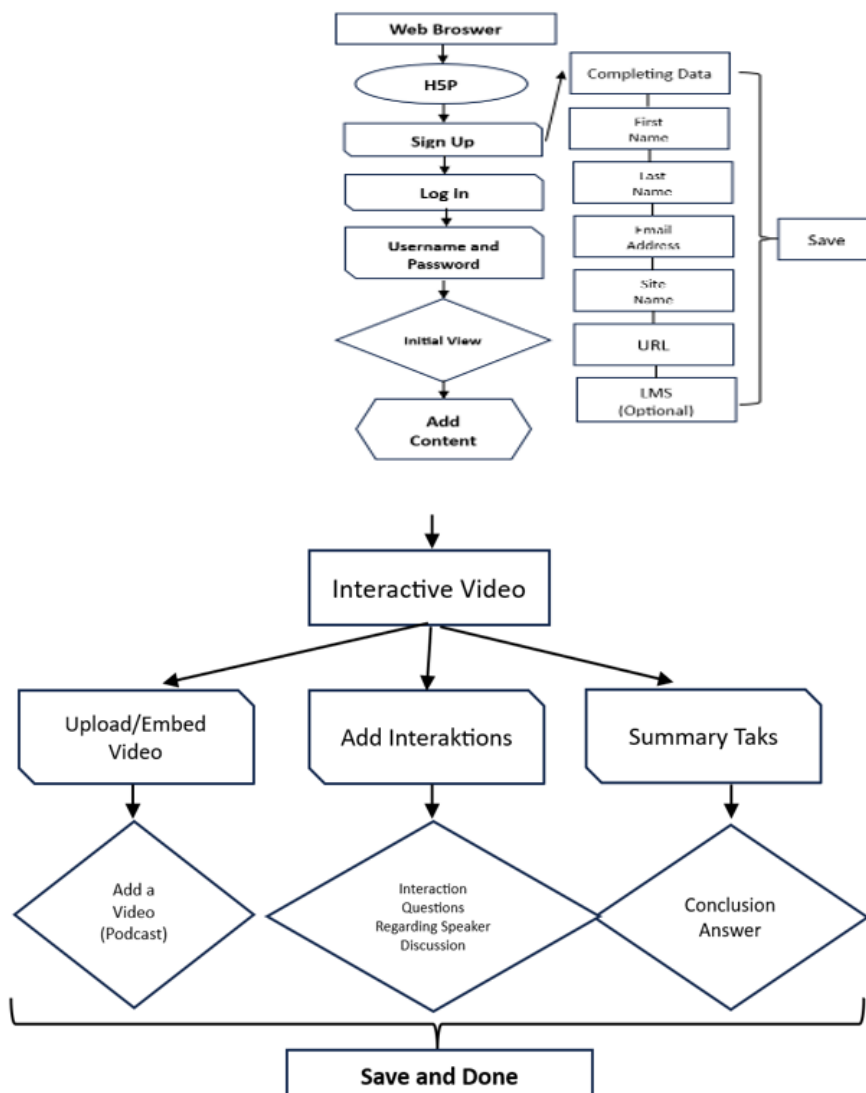 Web Broswer
H5P
Sign Up
Log in
Username and
Password
Initial View
Add
Content
Completing Data
First
Name
Last
Name
Email
Address
Site
Name
URL
LMS
(Optional)
Save
Interactive Video
Upload/Embed
Video
Add Interaktions
Summary Taks
Add a
Video
(Podcast)
Interaction
Questions
Regarding Speaker
Discussion
Conclusion
Answer
Save and Done